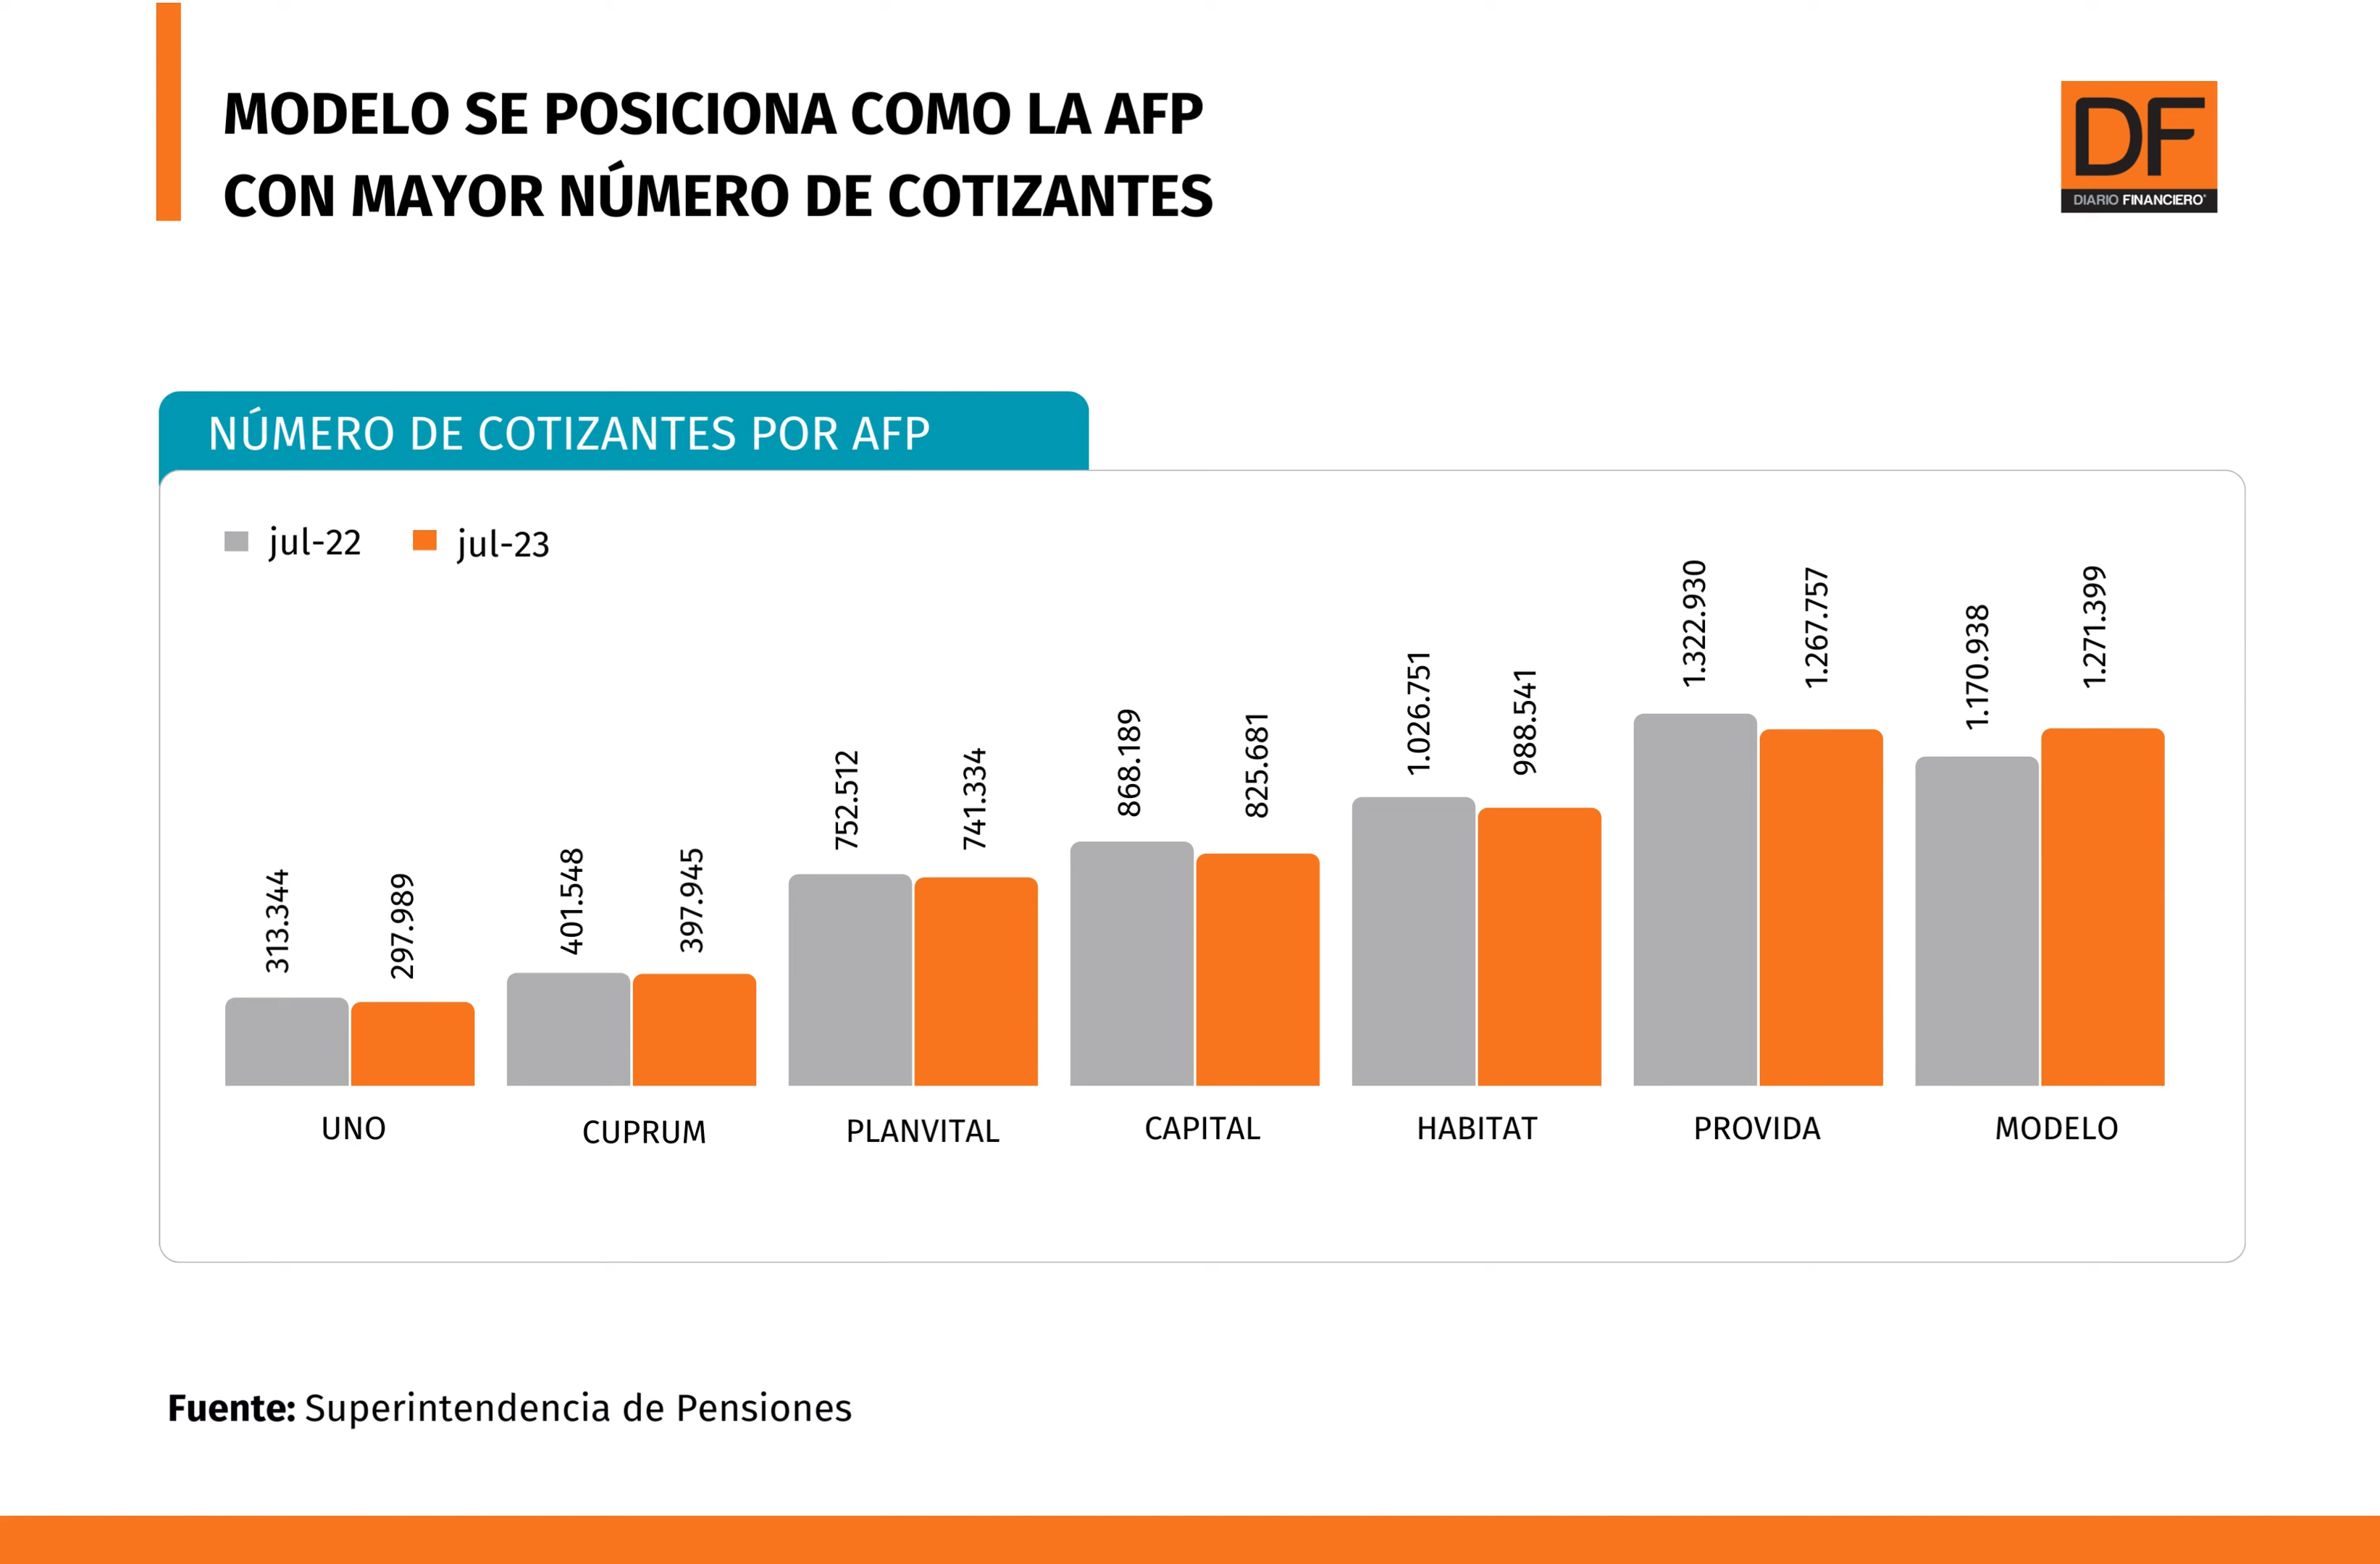 MODELO SE POSICIONA COMO LA AFP
CON MAYOR NÚMERO DE COTIZANTES
DF
DIARIO FINANCIERO
NÚMERO DE COTIZANTES POR AFP
jul-22
jul-23
313.344
297.989
401.548
397.945
752.512
741.334
868.189
825.681
1.026.751
988.541
1.322.930
1.267.757
1.170.938
1.271.399
UNO
CUPRUM
PLANVITAL
CAPITAL
HABITAT
PROVIDA
MODELO
Fuente: Superintendencia de Pensiones